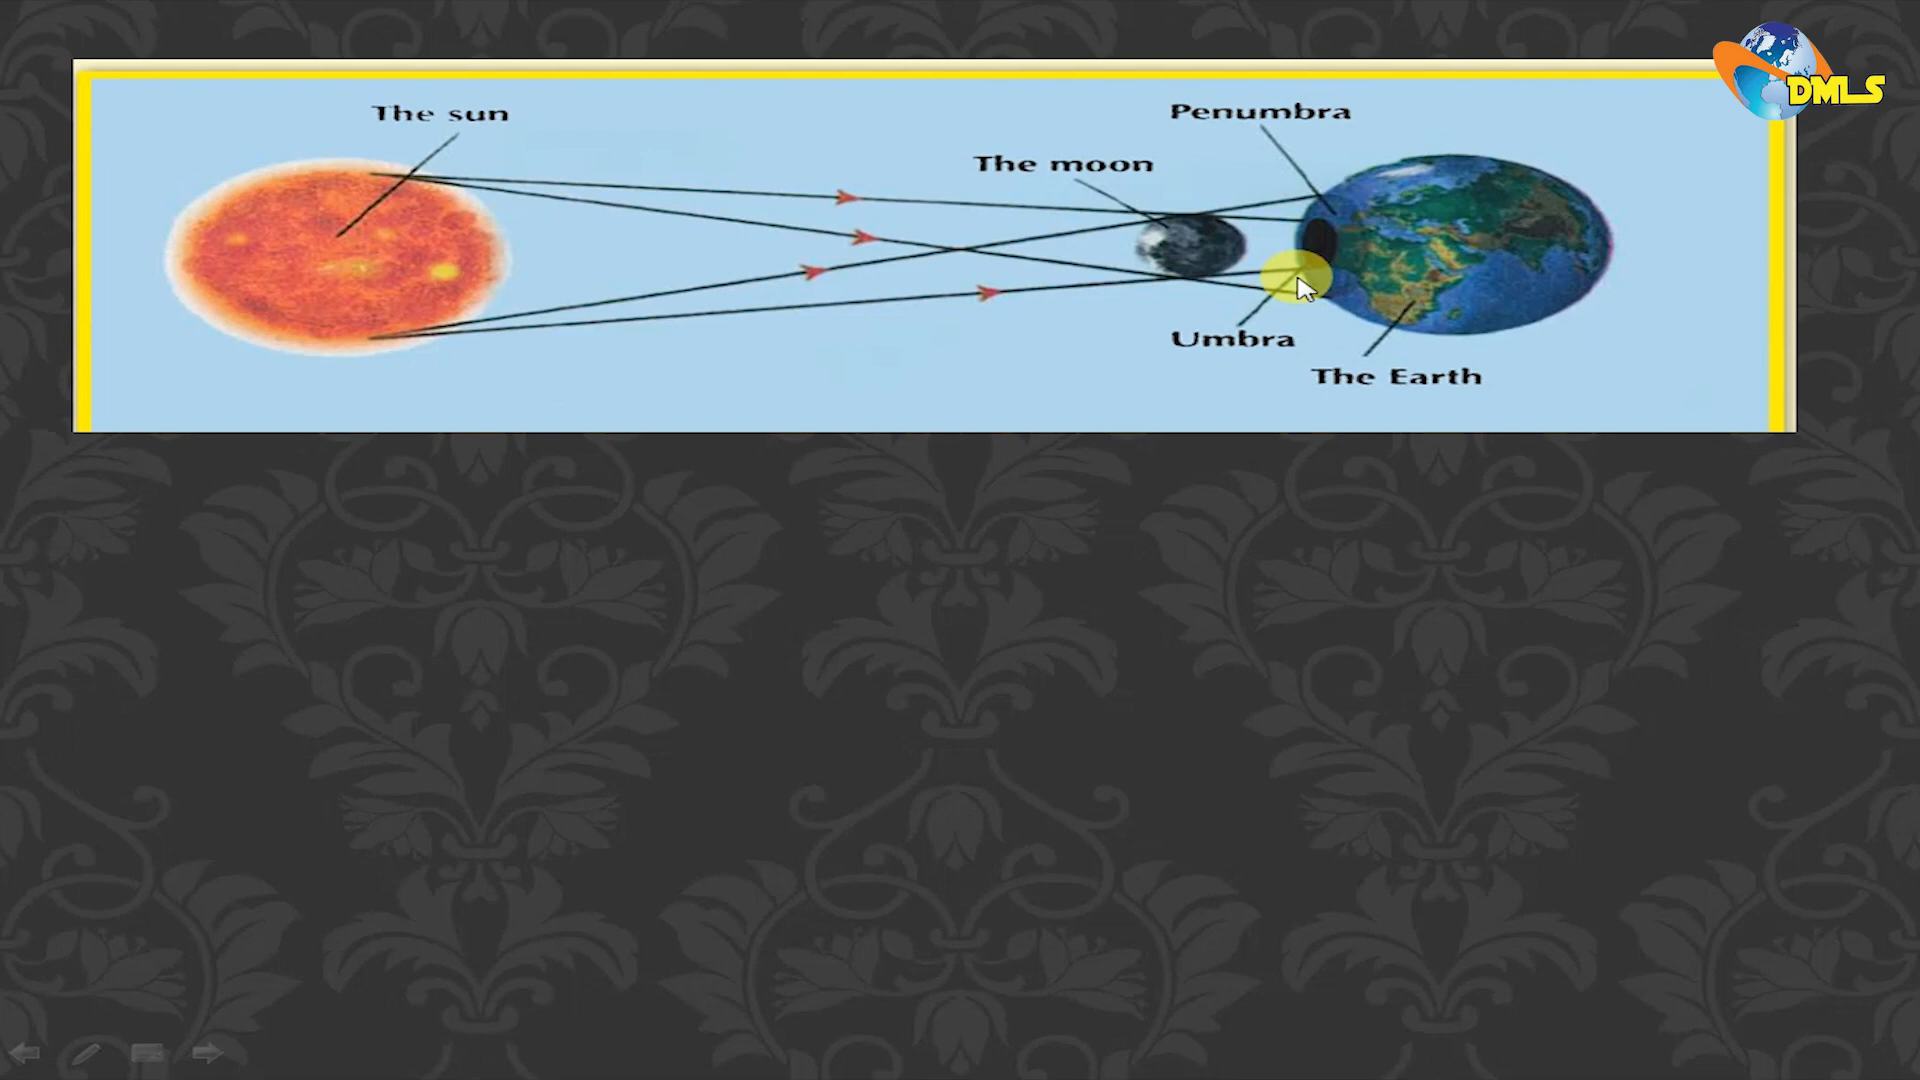 The sun
Penumbra
DMLS
The moon
Umbra
The Earth